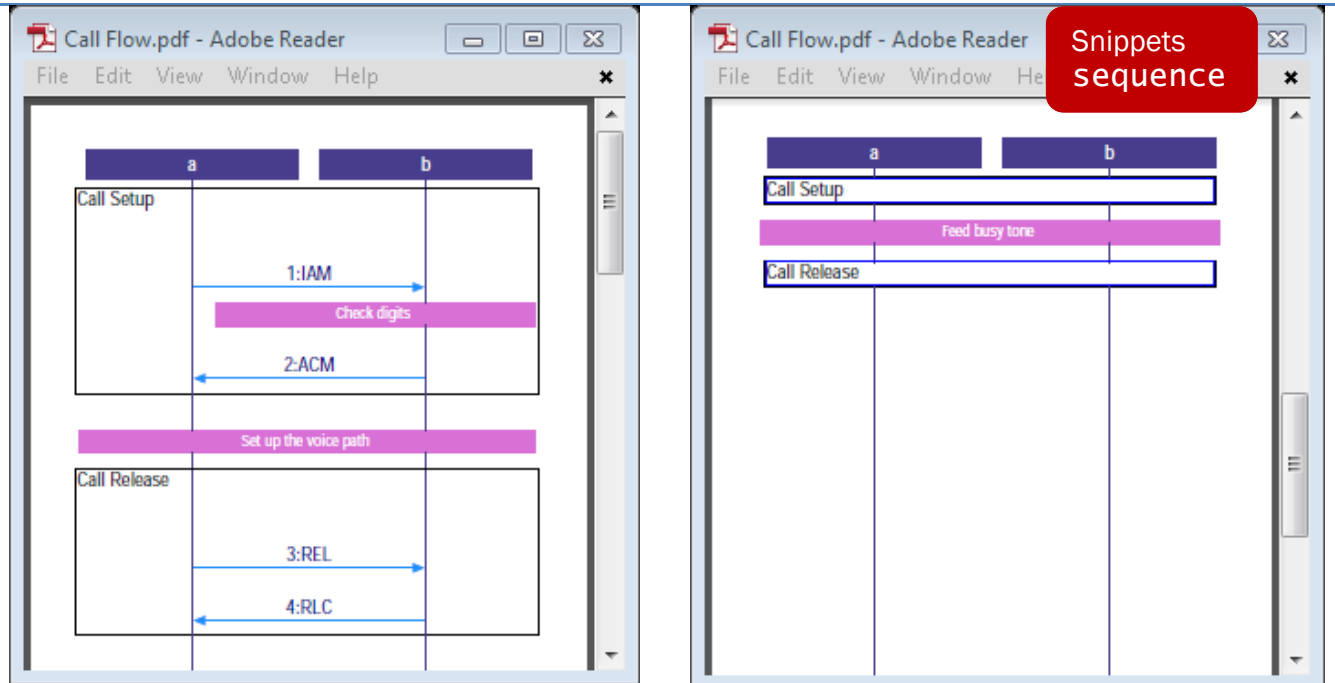 Call Flow.pdf - Adobe Reader
File Edit View Window Help
a
b
Call Setup
1:IAM
Check digits
2:ACM
Set up the voice path
Call Release
3:REL
4:RLC
Call Flow.pdf - Adobe Reader
File Edit View Window He
Snippets
sequence
a
b
Call Setup
Feed busy tone
Call Release